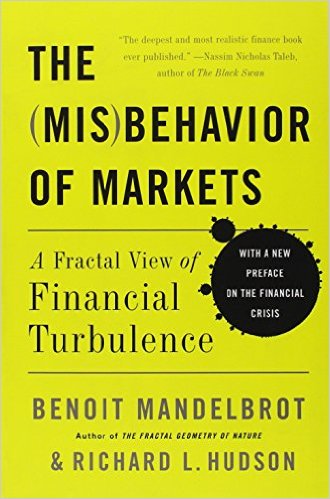 "The deepest and most realistic finance book
ever published." —Nassim Nicholas Taleb,
author of The Black Swan
THE
(MIS)BEHAVIOR
OF MARKETS
A Fractal View of
Financial
Turbulence
WITH A NEW
PREFACE
ON THE FINANCIAL
CRISIS
BENOIT MANDELBROT
Author of THE FRACTAL GEOMETRY OF NATURE
& RICHARD L. HUDSON